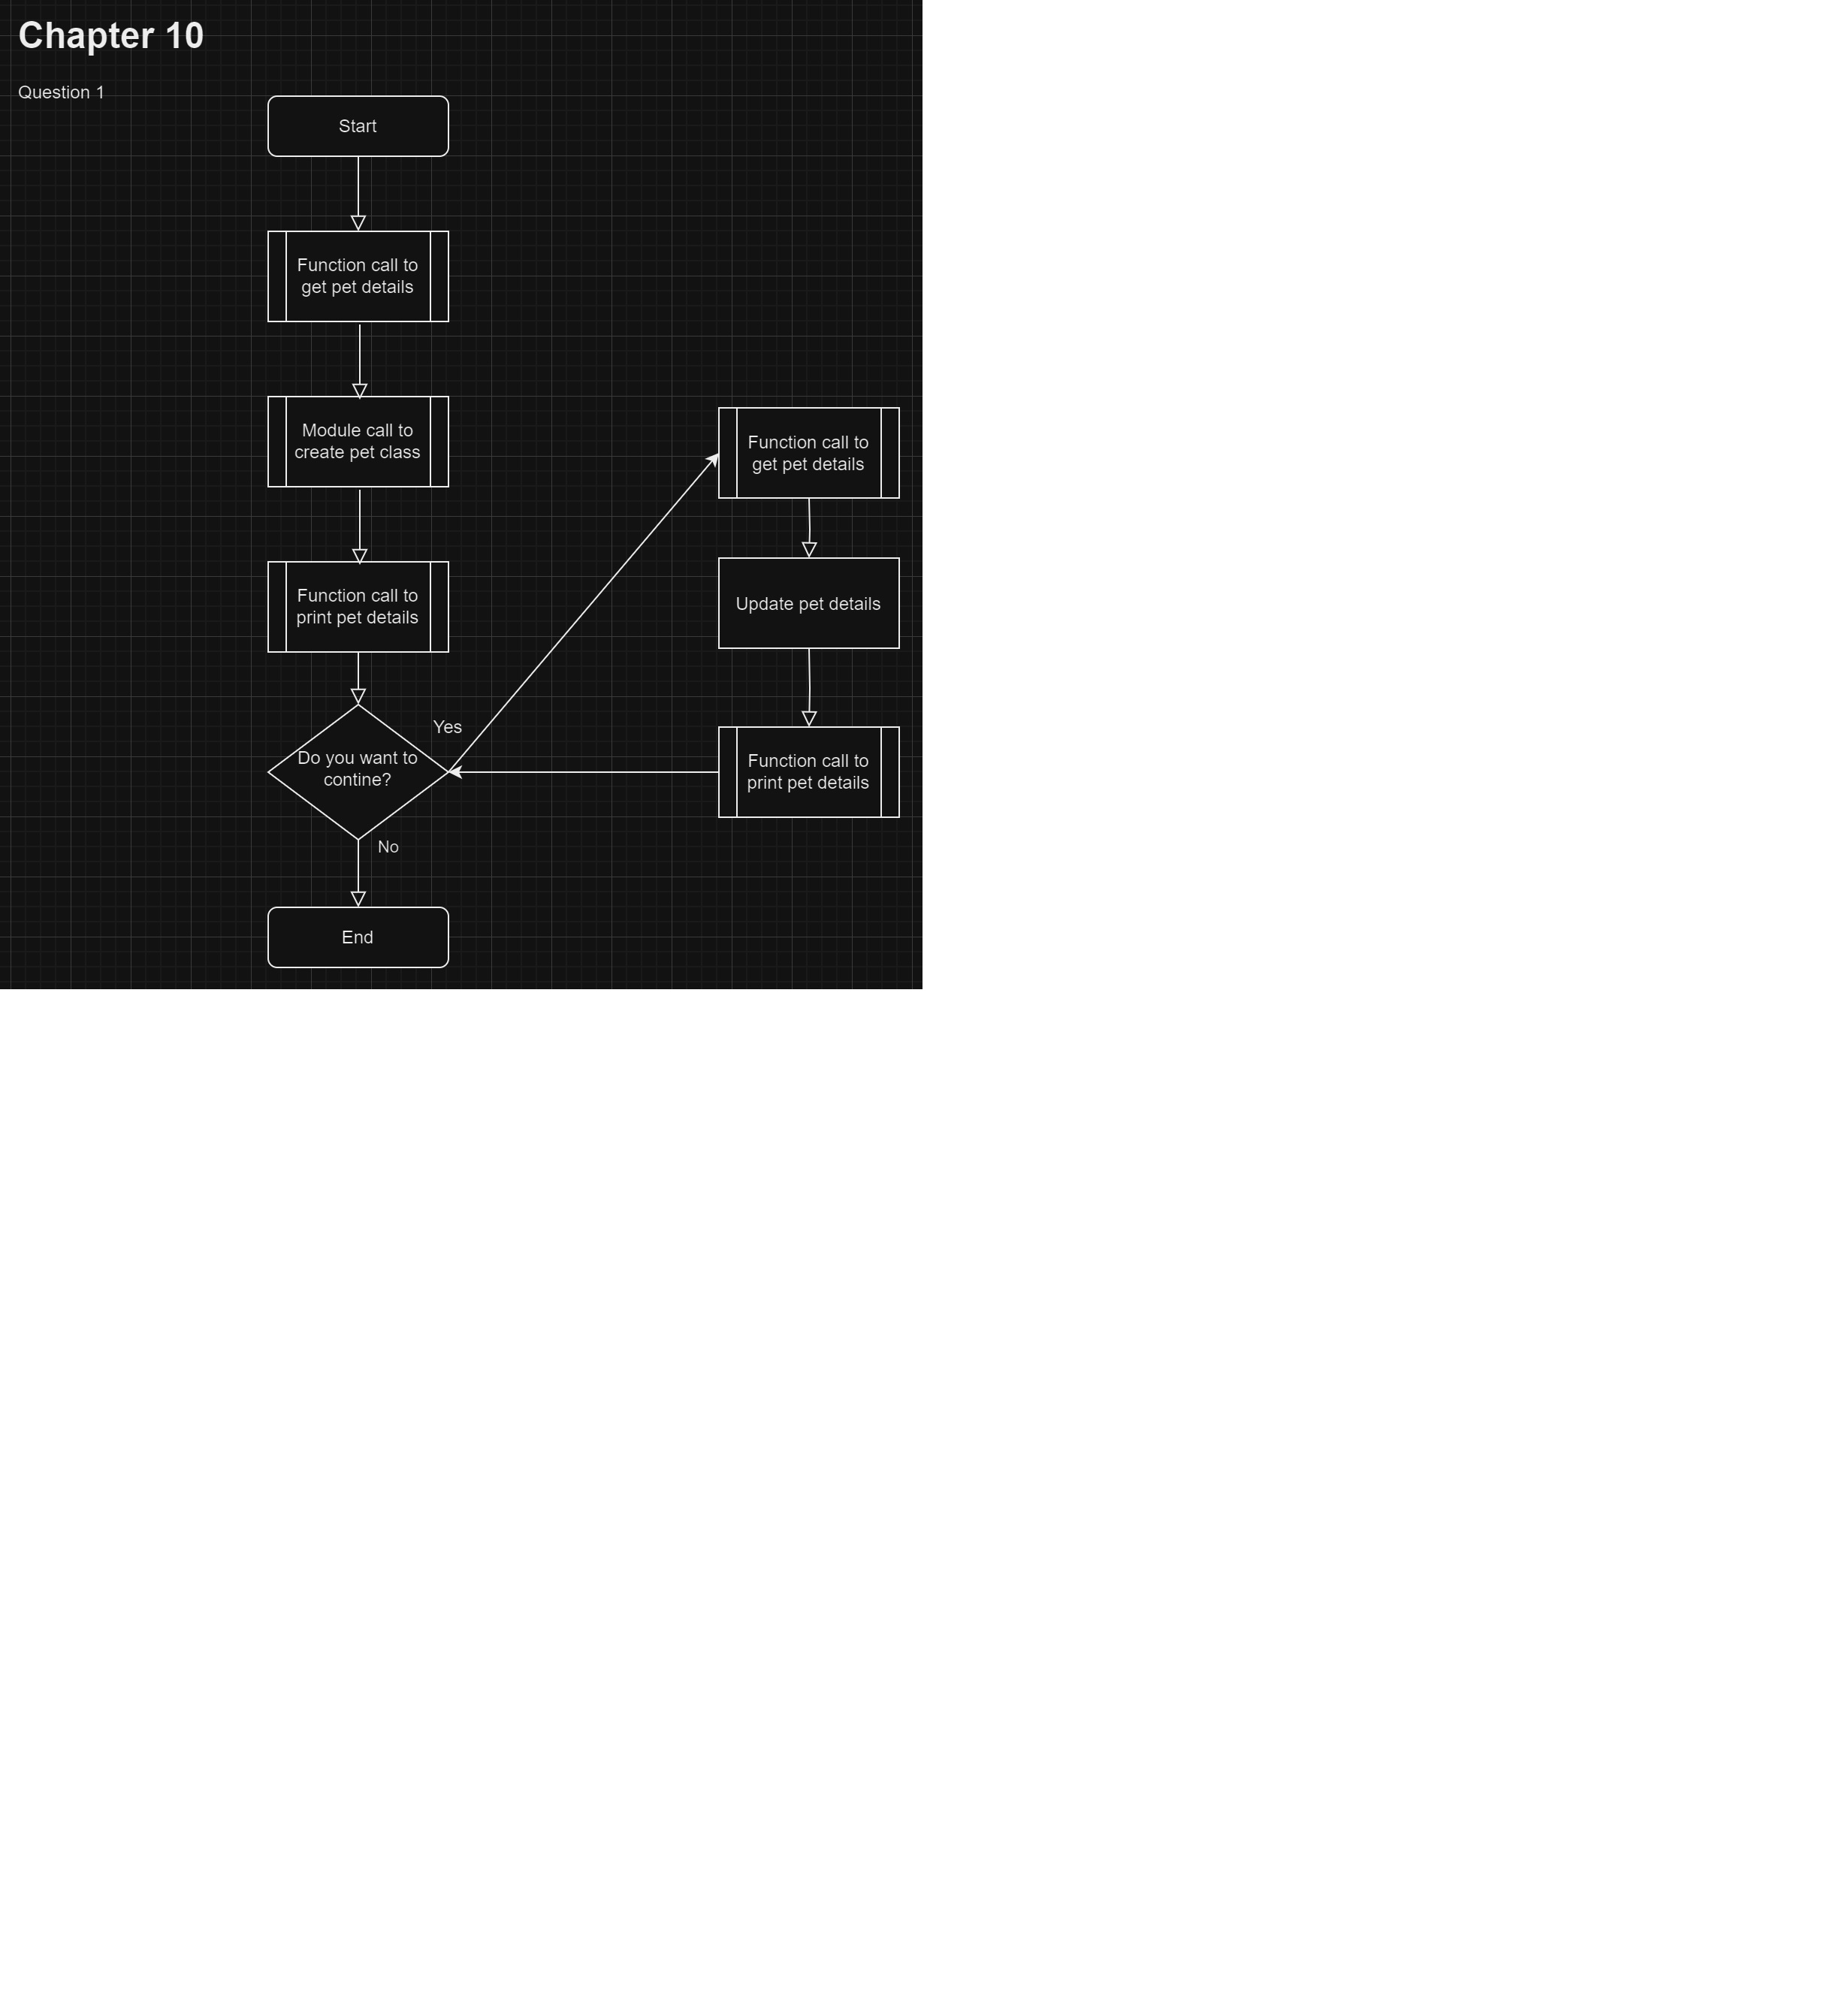 Chapter 10
Question 1
Start
Function call to
get pet details
Module call to
create pet class
Function call to
print pet details
Do you want to
contine?
Yes
No
End
Function call to
get pet details
Update pet details
Function call to
print pet details